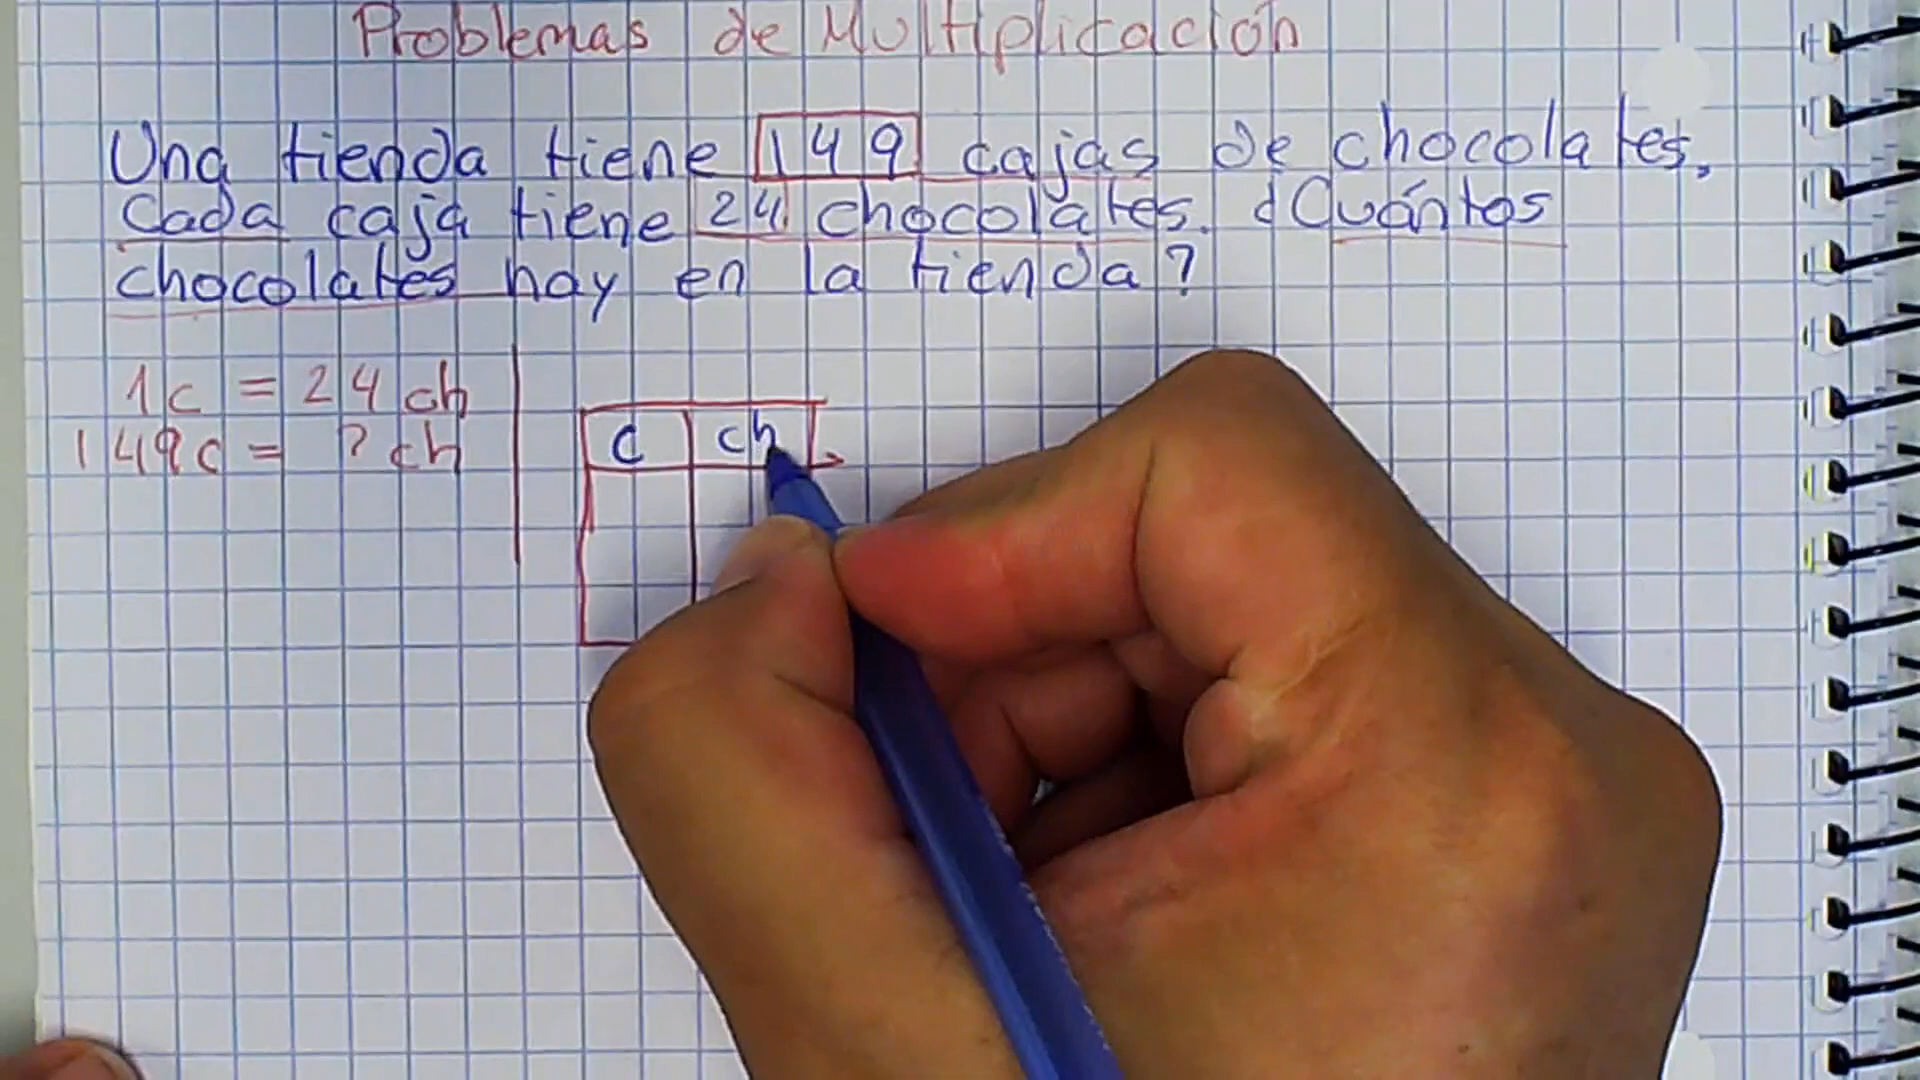 Problemas de Multiplicación
Una tienda tiene 149 cajas de chocolates.
Cada caja tiene 24 chocolates. ¿Cuántos
chocolates hay en la tienda?
1c = 24 ch
149c = ? ch
c ch